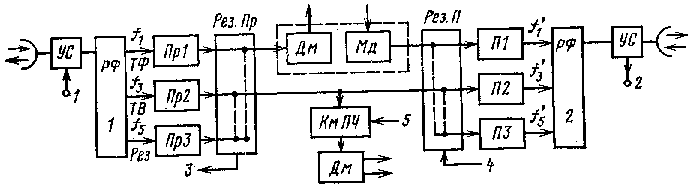 Рез. Пр
Рез. П
УС
РФ
1
f₁
ТФ
f₃
ТВ
f₅
Рез
Пр1
Пр2
Пр3
Дм
Мд
КмПЧ
Дм
П1
П2
П3
f₁'
f₃'
f₅'
РФ
2
УС
1
2
3
4
5